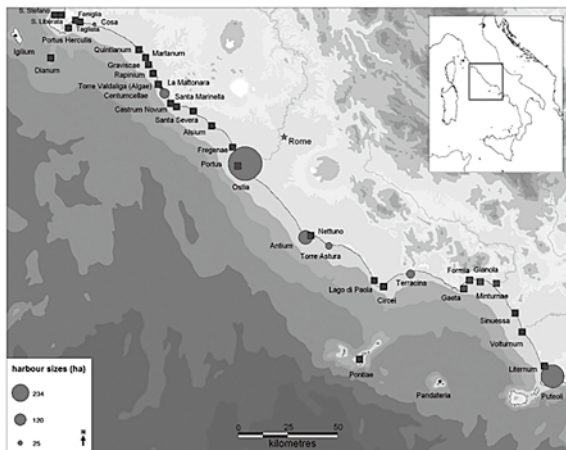 S. Stefano
Feniglia
S. Liberata
Cosa
Tagliata
Portus Herculis
Igilium
Dianum
Quintianum
Martanum
Graviscae
Rapinium
La Mattonara
Torre Valdaliga (Algae)
Centumcellae
Santa Marinella
Castrum Novum
Santa Severa
Alsium
Rome
Fregenae
Portus
Ostia
Nettuno
Antium
Torre Astura
Lago di Paola
Circei
Terracina
Formia
Gianola
Gaeta
Minturnae
Sinuessa
Volturnum
Liternum
Puteoli
Pontiae
Pandateria
harbour sizes (ha)
234
120
25
N
0 25 50
kilometres